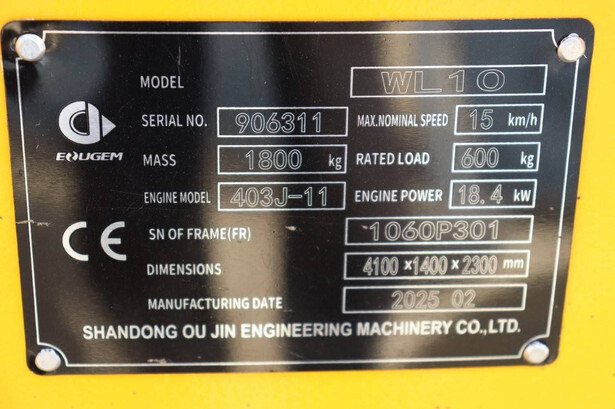 MODEL WL10
SERIAL NO. 906311 MAX.NOMINAL SPEED 15 km/h
MASS 1800 kg RATED LOAD 600 kg
ENGINE MODEL 403J-11 ENGINE POWER 18.4 kW
EOUGEM
CE
SN OF FRAME(FR) 1060P301
DIMENSIONS 4100 x1400 x 2300 mm
MANUFACTURING DATE 2025 02
SHANDONG OU JIN ENGINEERING MACHINERY CO.,LTD.